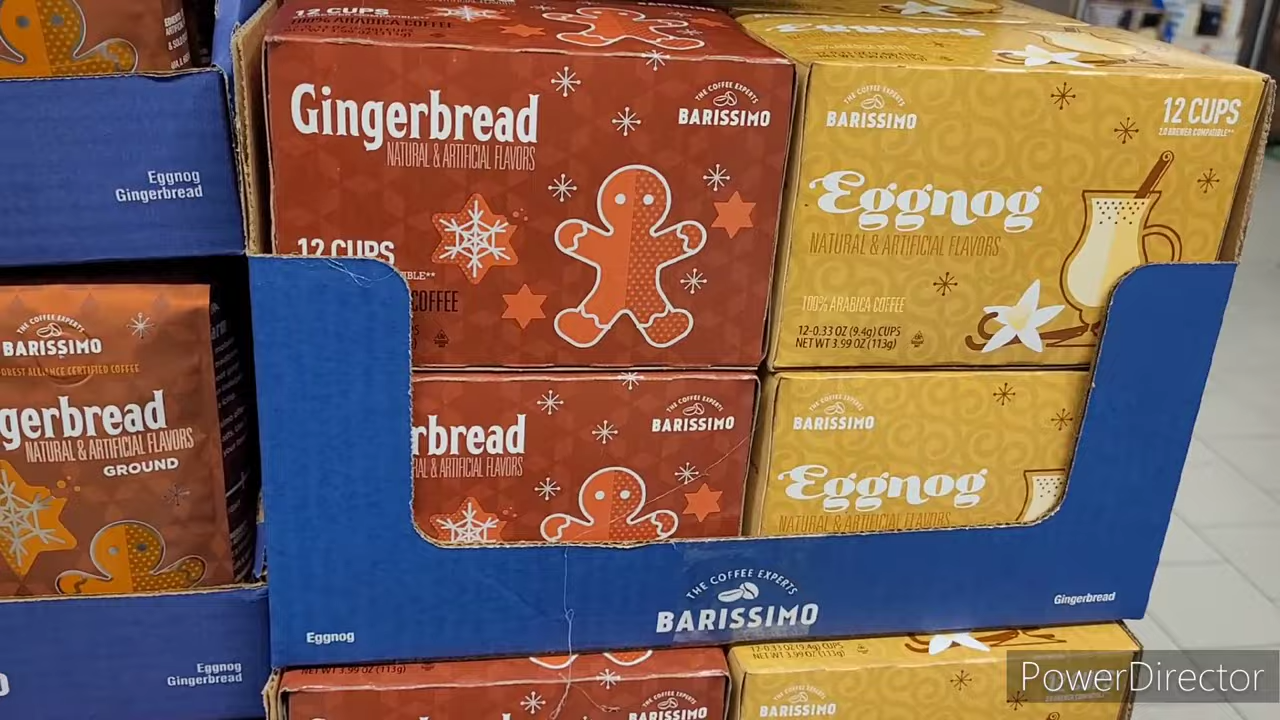 12 CUPS
100% ARABICA COFFEE
Gingerbread
NATURAL & ARTIFICIAL FLAVORS
THE COFFEE EXPERTS
BARISSIMO
12 CUPS
IBLE**
COFFEE
THE COFFEE EXPERTS
BARISSIMO
12 CUPS
2.0 BREWER COMPATIBLE**
Eggnog
NATURAL & ARTIFICIAL FLAVORS
100% ARABICA COFFEE
12-0.33 OZ (9.4g) CUPS
NET WT 3.99 OZ (113g)
Eggnog
Gingerbread
THE COFFEE EXPERTS
BARISSIMO
FOREST ALLIANCE CERTIFIED COFFEE
gerbread
NATURAL & ARTIFICIAL FLAVORS
GROUND
rbread
RAL & ARTIFICIAL FLAVORS
THE COFFEE EXPERTS
BARISSIMO
THE COFFEE EXPERTS
BARISSIMO
Eggnog
NATURAL & ARTIFICIAL FLAVORS
Eggnog
THE COFFEE EXPERTS
BARISSIMO
Gingerbread
Eggnog
Gingerbread
NET WT 3.99 OZ (113g)
Gingerbread
BARISSIMO
12-0.33 OZ (9.4g) CUPS
NET WT 3.99 OZ (113g)
BARISSIMO
PowerDirector